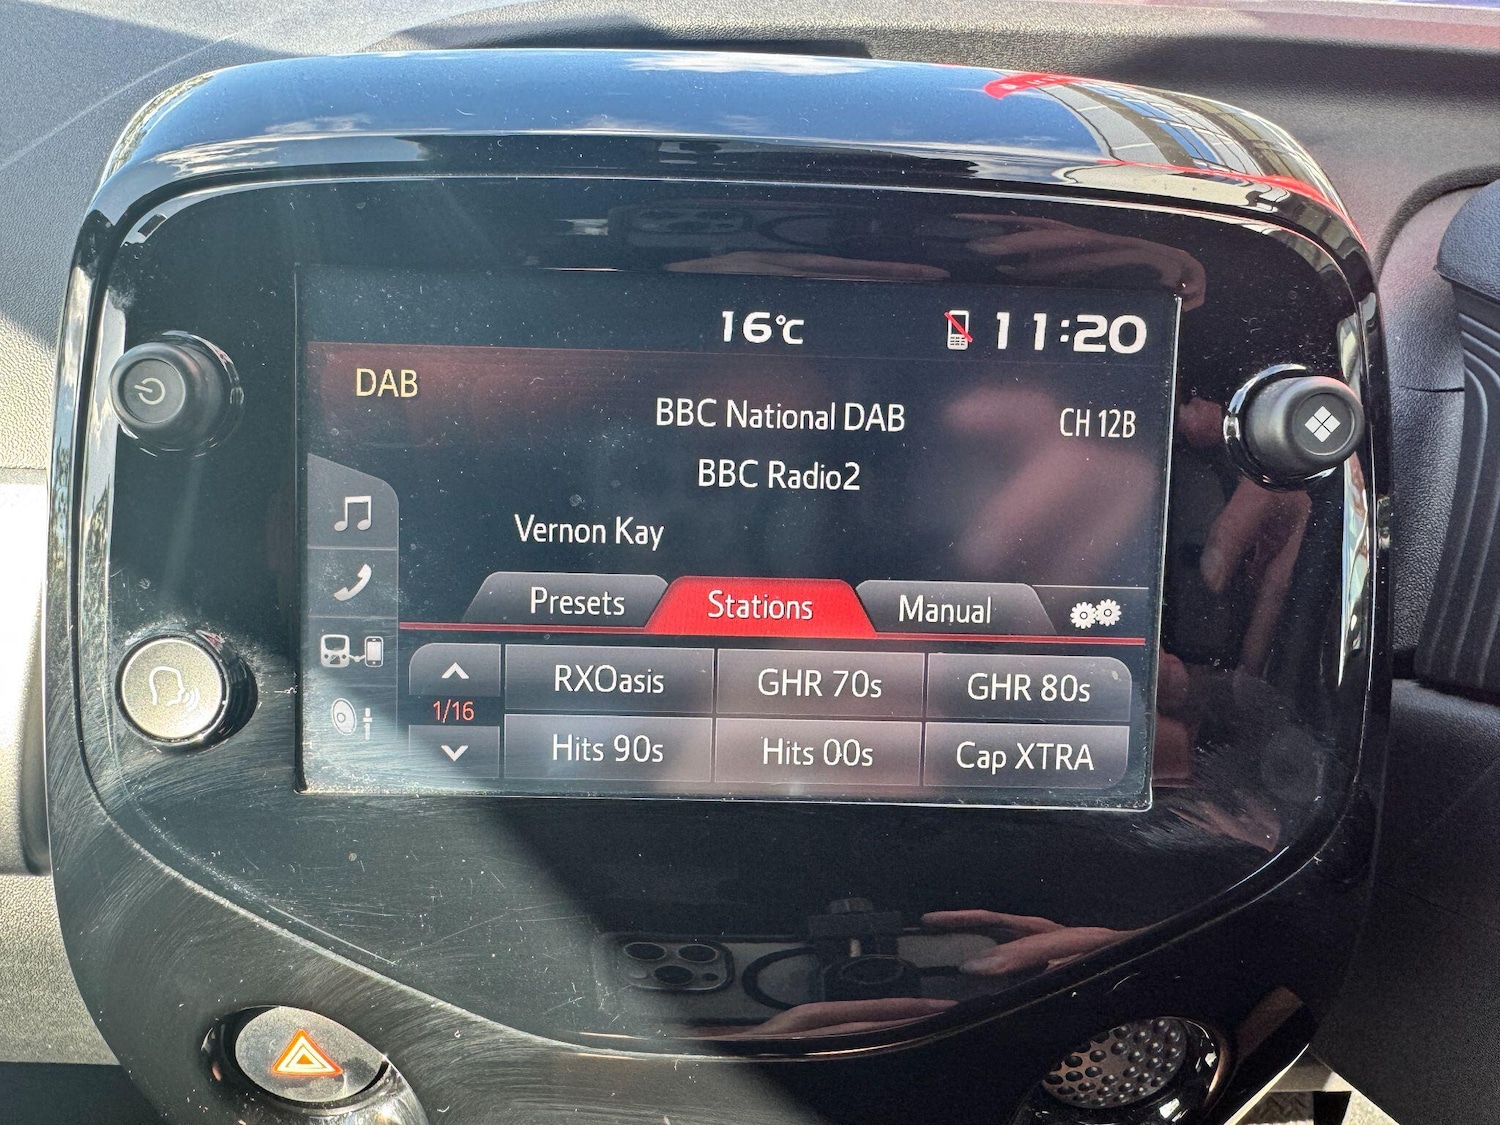 16°C 11:20
DAB
BBC National DAB CH 12B
BBC Radio2
Vernon Kay
Presets Stations Manual
RXOasis GHR 70s GHR 80s
1/16
Hits 90s Hits 00s Cap XTRA